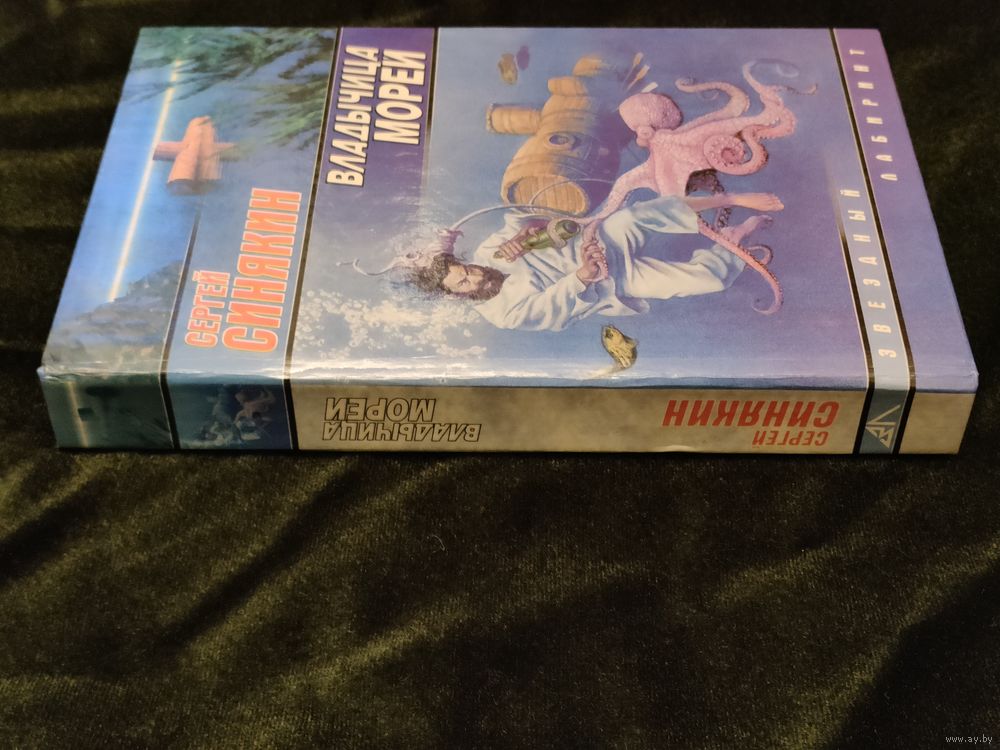 СЕРГЕЙ
СИНЯКИН
ВЛАДЫЧИЦА
МОРЕЙ
ЗВЕЗДНЫЙ ЛАБИРИНТ
ВЛАДЫЧИЦА
МОРЕЙ
СЕРГЕЙ
СИНЯКИН
www.ay.by